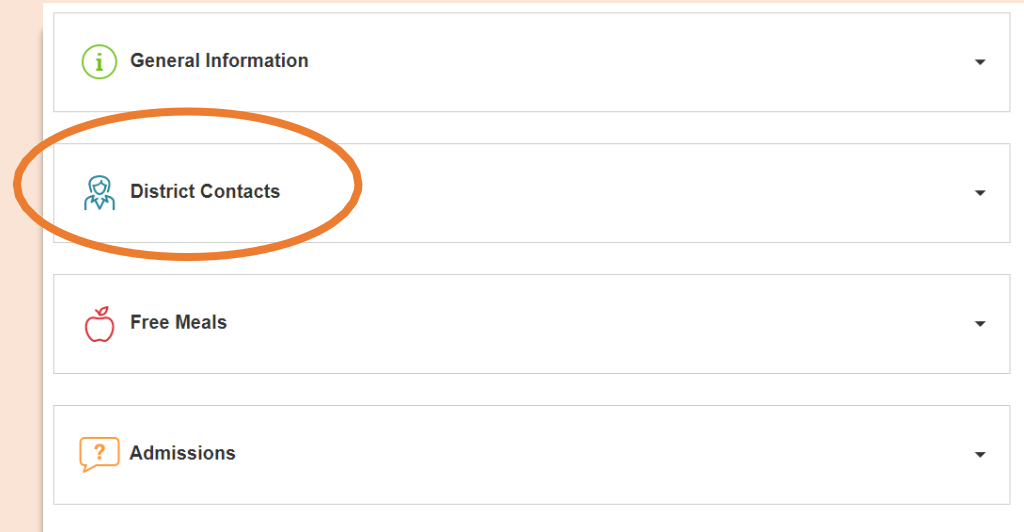 General Information
District Contacts
Free Meals
Admissions